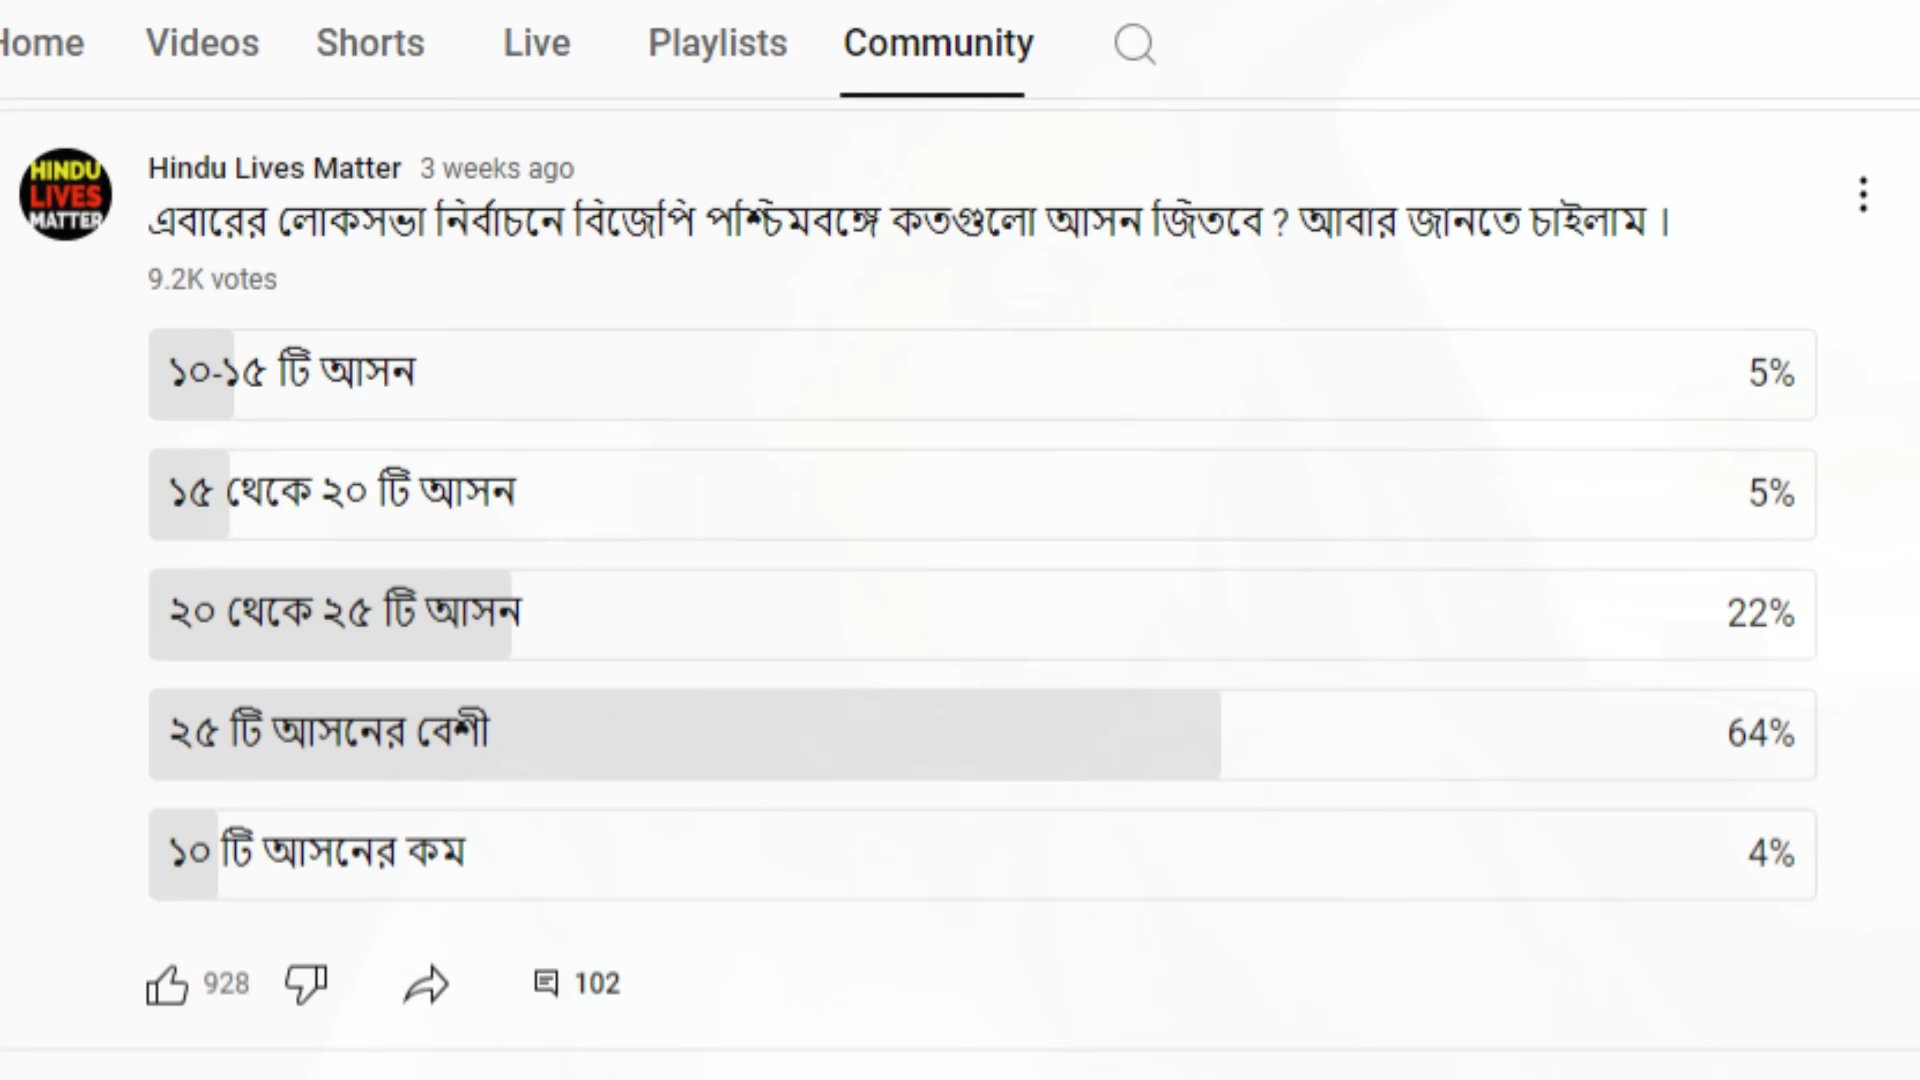 Home Videos Shorts Live Playlists Community
HINDU
LIVES
MATTER
Hindu Lives Matter 3 weeks ago
এবারের লোকসভা নির্বাচনে বিজেপি পশ্চিমবঙ্গে কতগুলো আসন জিতবে ? আবার জানতে চাইলাম ।
9.2K votes
১০-১৫ টি আসন 5%
১৫ থেকে ২০ টি আসন 5%
২০ থেকে ২৫ টি আসন 22%
২৫ টি আসনের বেশী 64%
১০ টি আসনের কম 4%
928 102